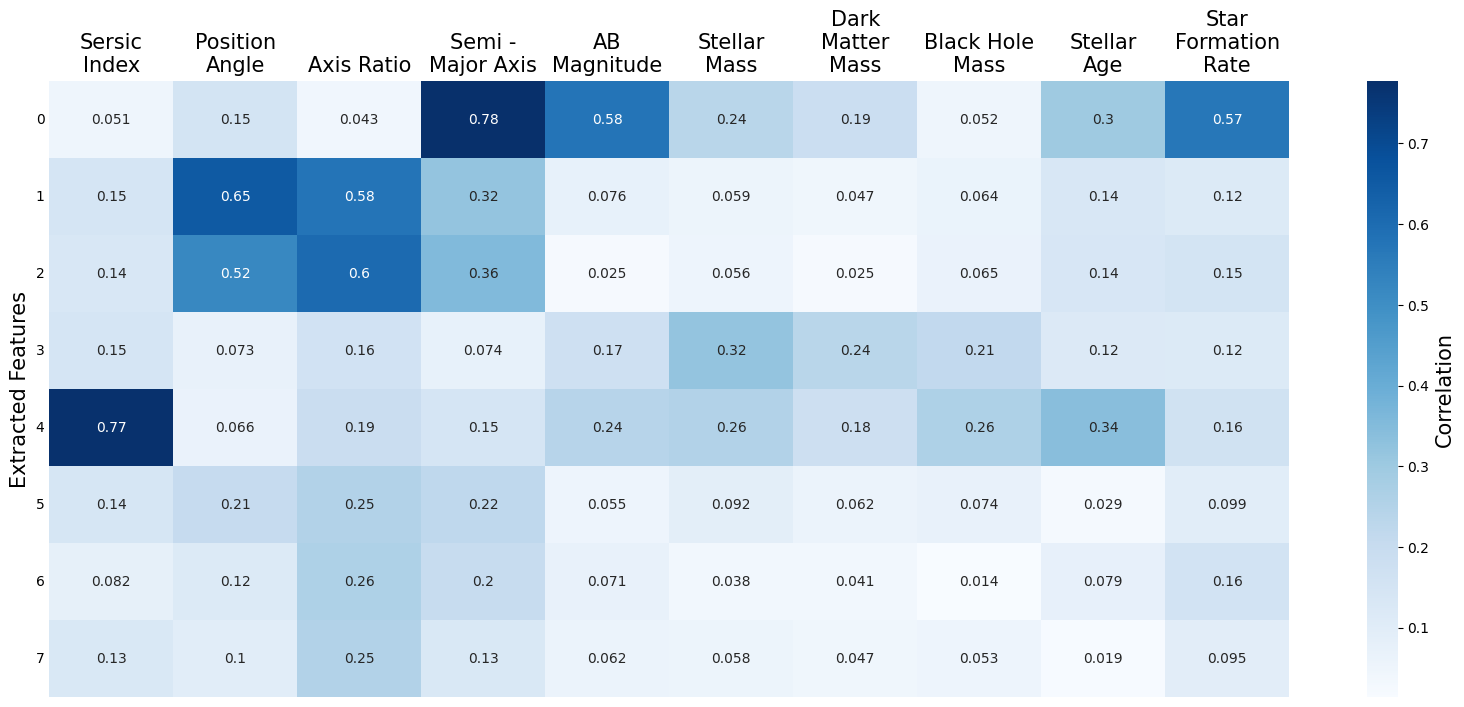 Sersic
Index
Position
Angle
Axis Ratio
Semi -
Major Axis
AB
Magnitude
Stellar
Mass
Dark
Matter
Mass
Black Hole
Mass
Stellar
Age
Star
Formation
Rate
Extracted Features
0 0.051 0.15 0.043 0.78 0.58 0.24 0.19 0.052 0.3 0.57
1 0.15 0.65 0.58 0.32 0.076 0.059 0.047 0.064 0.14 0.12
2 0.14 0.52 0.6 0.36 0.025 0.056 0.025 0.065 0.14 0.15
3 0.15 0.073 0.16 0.074 0.17 0.32 0.24 0.21 0.12 0.12
4 0.77 0.066 0.19 0.15 0.24 0.26 0.18 0.26 0.34 0.16
5 0.14 0.21 0.25 0.22 0.055 0.092 0.062 0.074 0.029 0.099
6 0.082 0.12 0.26 0.2 0.071 0.038 0.041 0.014 0.079 0.16
7 0.13 0.1 0.25 0.13 0.062 0.058 0.047 0.053 0.019 0.095
0.7
0.6
0.5
0.4
0.3
0.2
0.1
Correlation